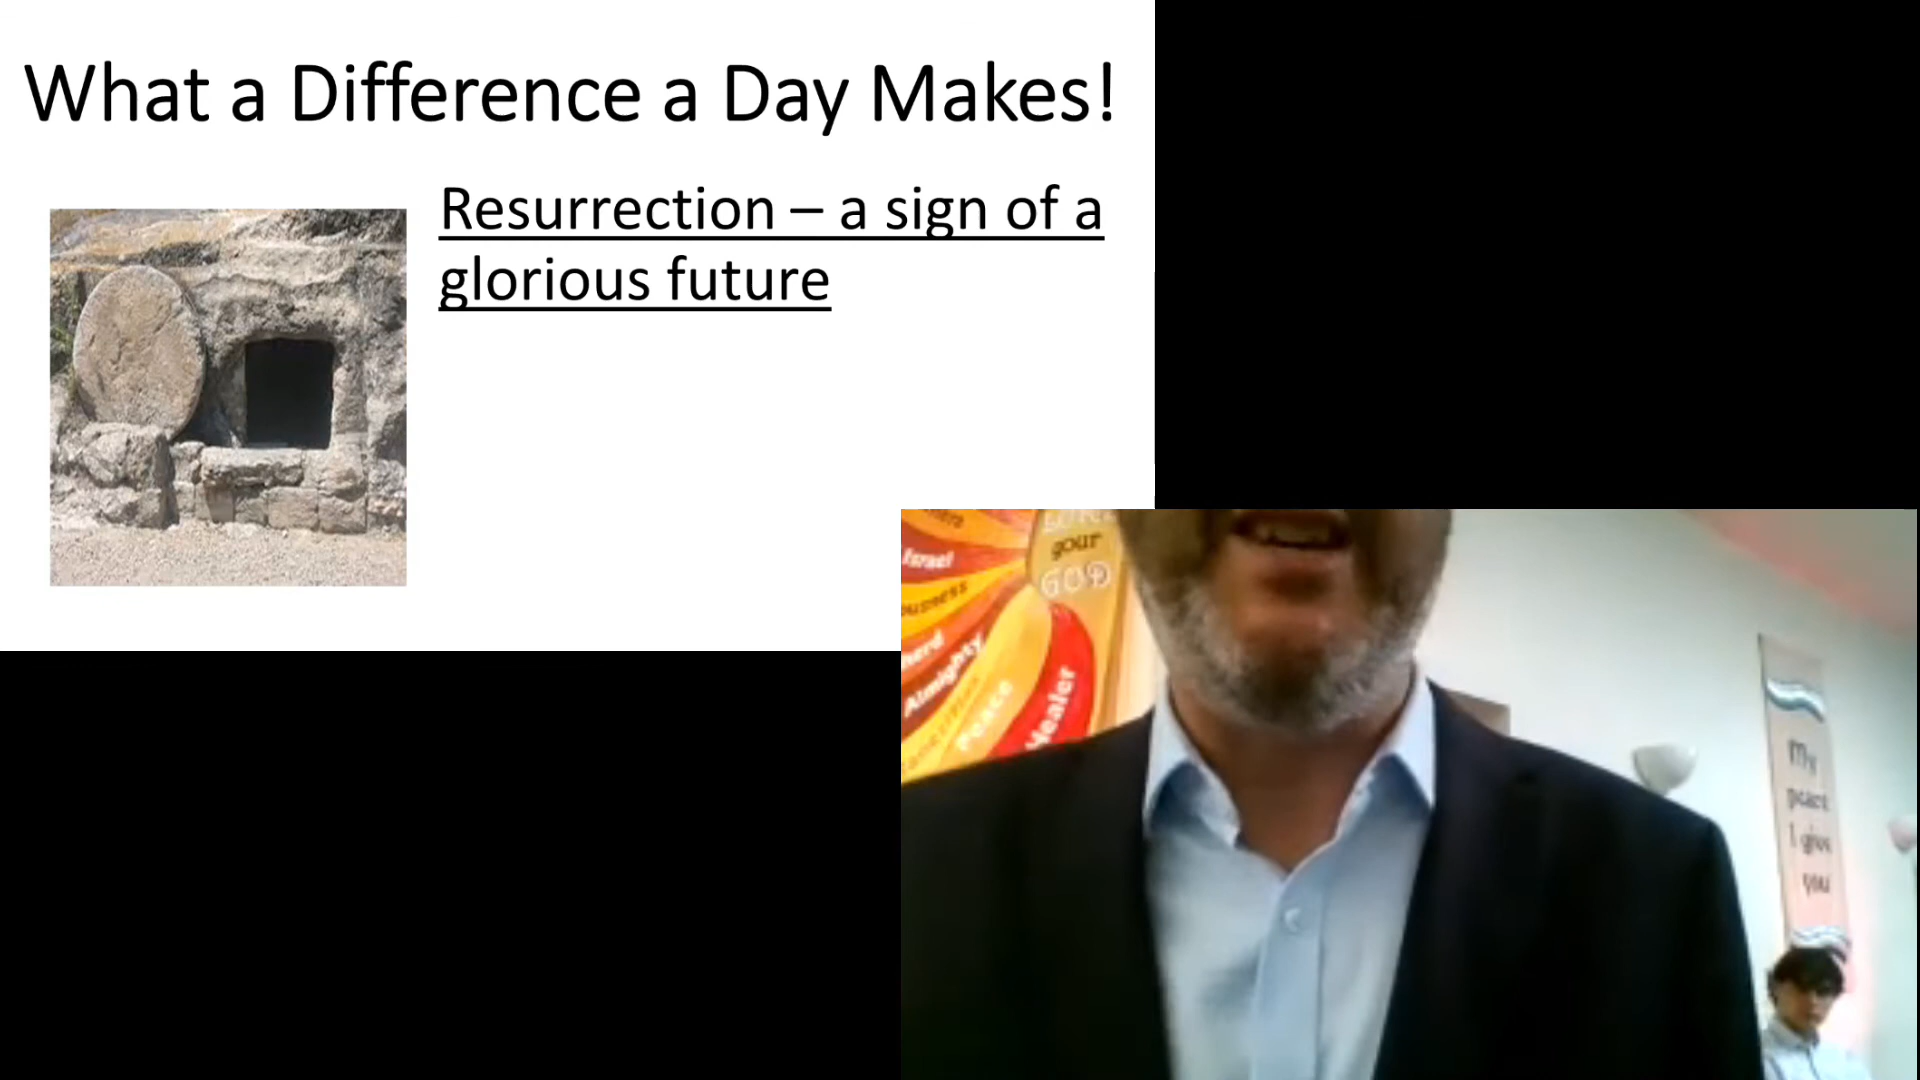 What a Difference a Day Makes!
Resurrection – a sign of a
glorious future
your
GOD
Israel
Almighty
Peace
Healer
My
peace
I give
you